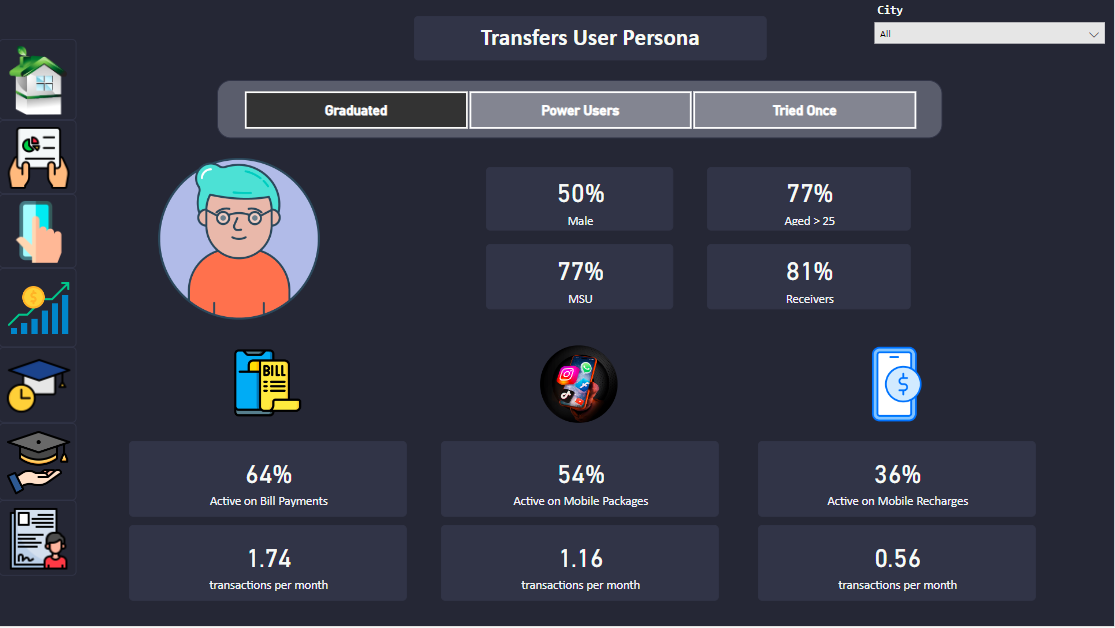 City
All
Transfers User Persona
Graduated
Power Users
Tried Once
50%
Male
77%
Aged > 25
77%
MSU
81%
Receivers
BILL
64%
Active on Bill Payments
54%
Active on Mobile Packages
36%
Active on Mobile Recharges
1.74
transactions per month
1.16
transactions per month
0.56
transactions per month